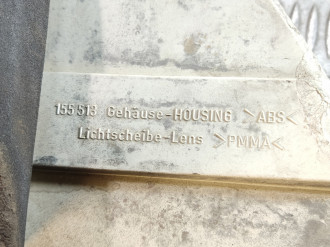 155 513 Gehäuse-HOUSING >ABS<
Lichtscheibe-Lens >PMMA<